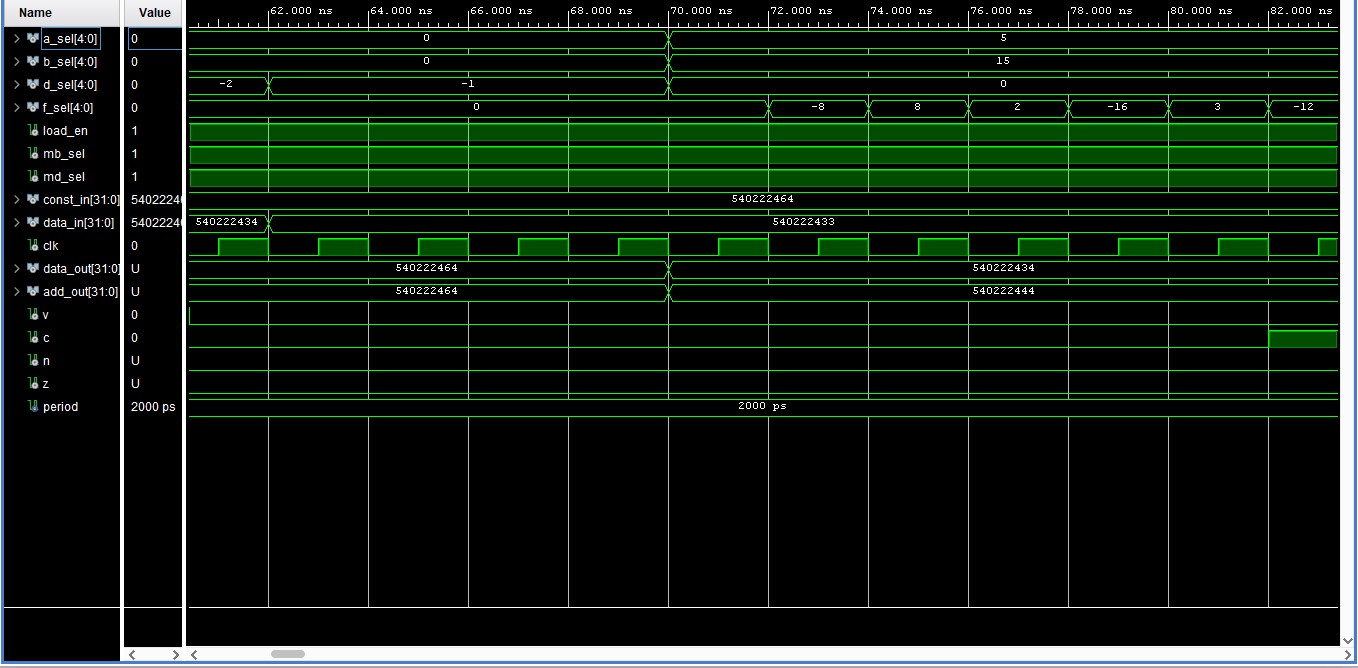 Name Value 62.000 ns 64.000 ns 66.000 ns 68.000 ns 70.000 ns 72.000 ns 74.000 ns 76.000 ns 78.000 ns 80.000 ns 82.000 ns
a_sel[4:0] 0 0 5
b_sel[4:0] 0 0 15
d_sel[4:0] 0 -2 -1 0
f_sel[4:0] 0 0 -8 8 2 -16 3 -12
load_en 1
mb_sel 1
md_sel 1
const_in[31:0] 54022246 540222464
data_in[31:0] 54022246 540222434 540222433
clk 0
data_out[31:0] U 540222464 540222434
add_out[31:0] U 540222464 540222444
v 0
c 0
n U
z U
period 2000 ps 2000 ps